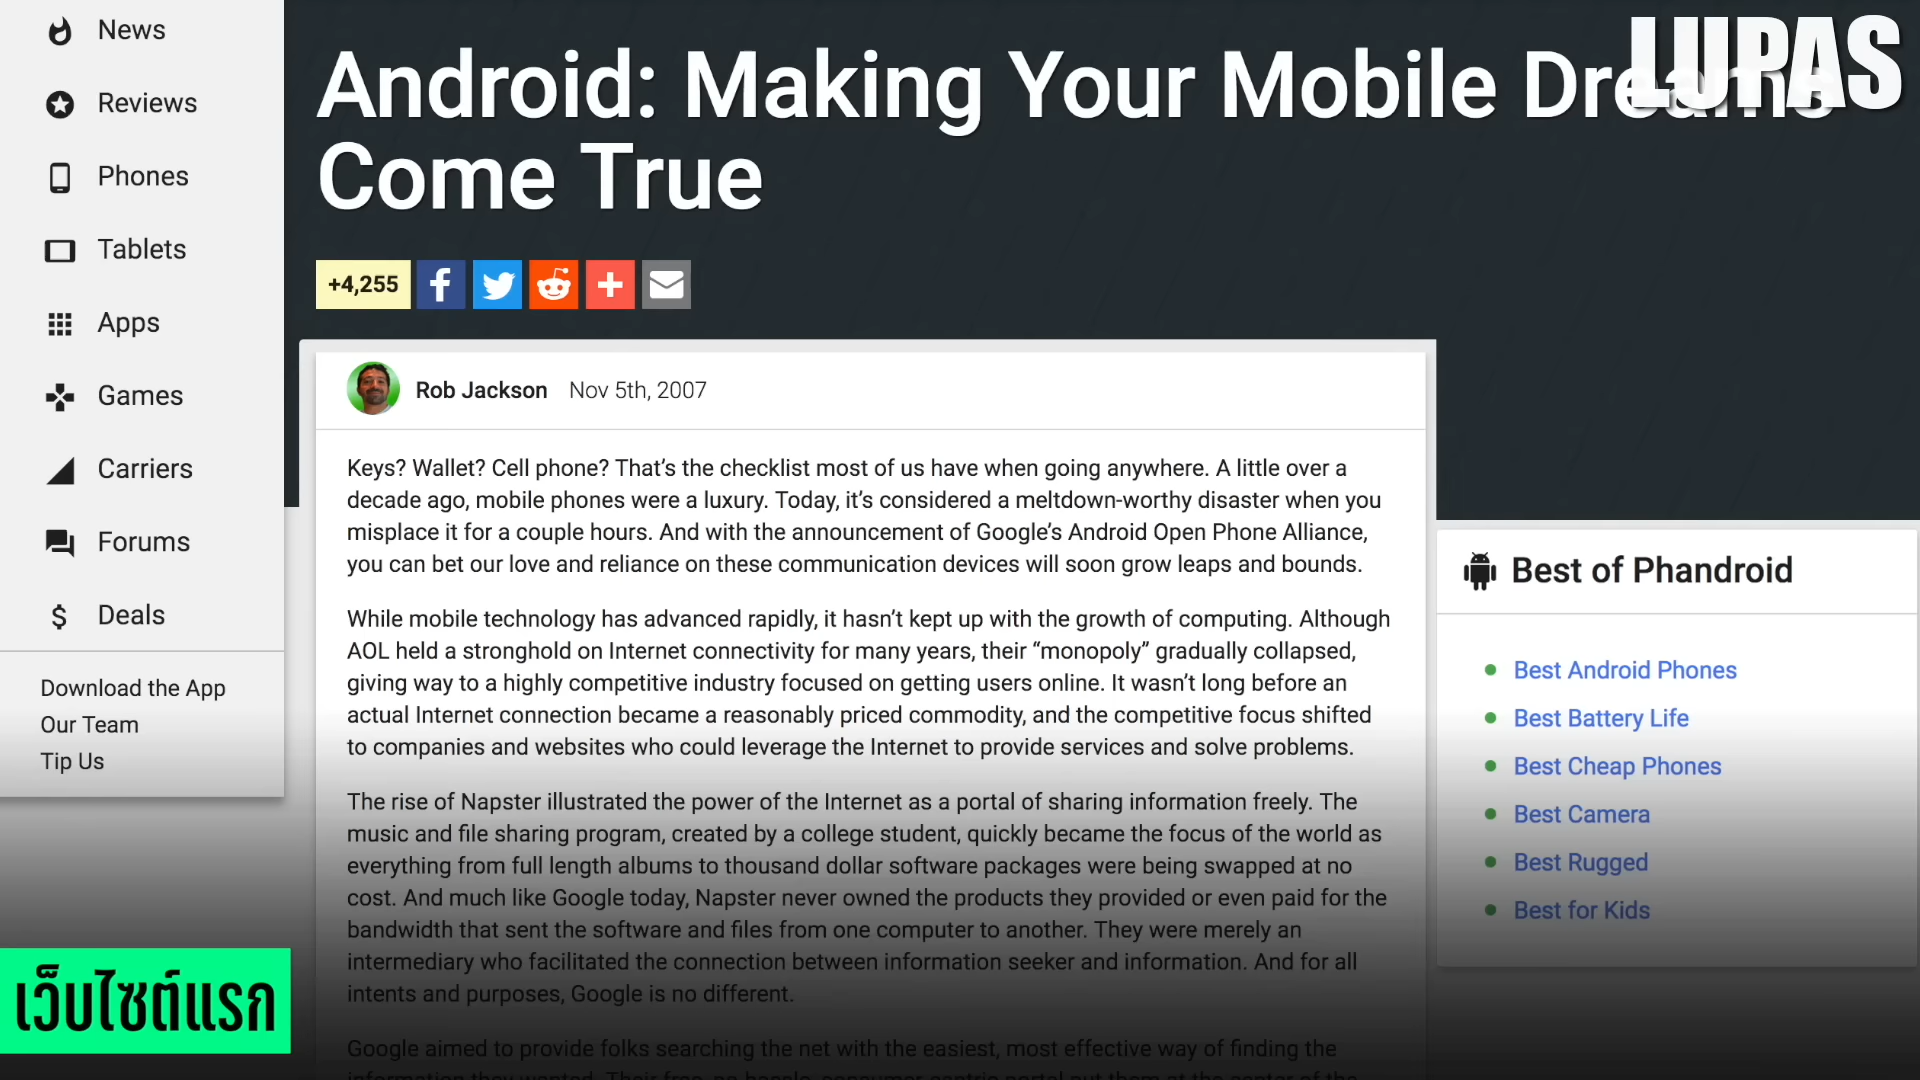 News
Reviews
Phones
Tablets
Apps
Games
Carriers
Forums
Deals
Download the App
Our Team
Tip Us
LUPAS
Android: Making Your Mobile Dreams
Come True
+4,255
Rob Jackson Nov 5th, 2007
Keys? Wallet? Cell phone? That’s the checklist most of us have when going anywhere. A little over a
decade ago, mobile phones were a luxury. Today, it’s considered a meltdown-worthy disaster when you
misplace it for a couple hours. And with the announcement of Google’s Android Open Phone Alliance,
you can bet our love and reliance on these communication devices will soon grow leaps and bounds.
While mobile technology has advanced rapidly, it hasn’t kept up with the growth of computing. Although
AOL held a stronghold on Internet connectivity for many years, their “monopoly” gradually collapsed,
giving way to a highly competitive industry focused on getting users online. It wasn’t long before an
actual Internet connection became a reasonably priced commodity, and the competitive focus shifted
to companies and websites who could leverage the Internet to provide services and solve problems.
The rise of Napster illustrated the power of the Internet as a portal of sharing information freely. The
music and file sharing program, created by a college student, quickly became the focus of the world as
everything from full length albums to thousand dollar software packages were being swapped at no
cost. And much like Google today, Napster never owned the products they provided or even paid for the
bandwidth that sent the software and files from one computer to another. They were merely an
intermediary who facilitated the connection between information seeker and information. And for all
intents and purposes, Google is no different.
Google aimed to provide folks searching the net with the easiest, most effective way of finding the
Best of Phandroid
Best Android Phones
Best Battery Life
Best Cheap Phones
Best Camera
Best Rugged
Best for Kids
เว็บไซต์แรก